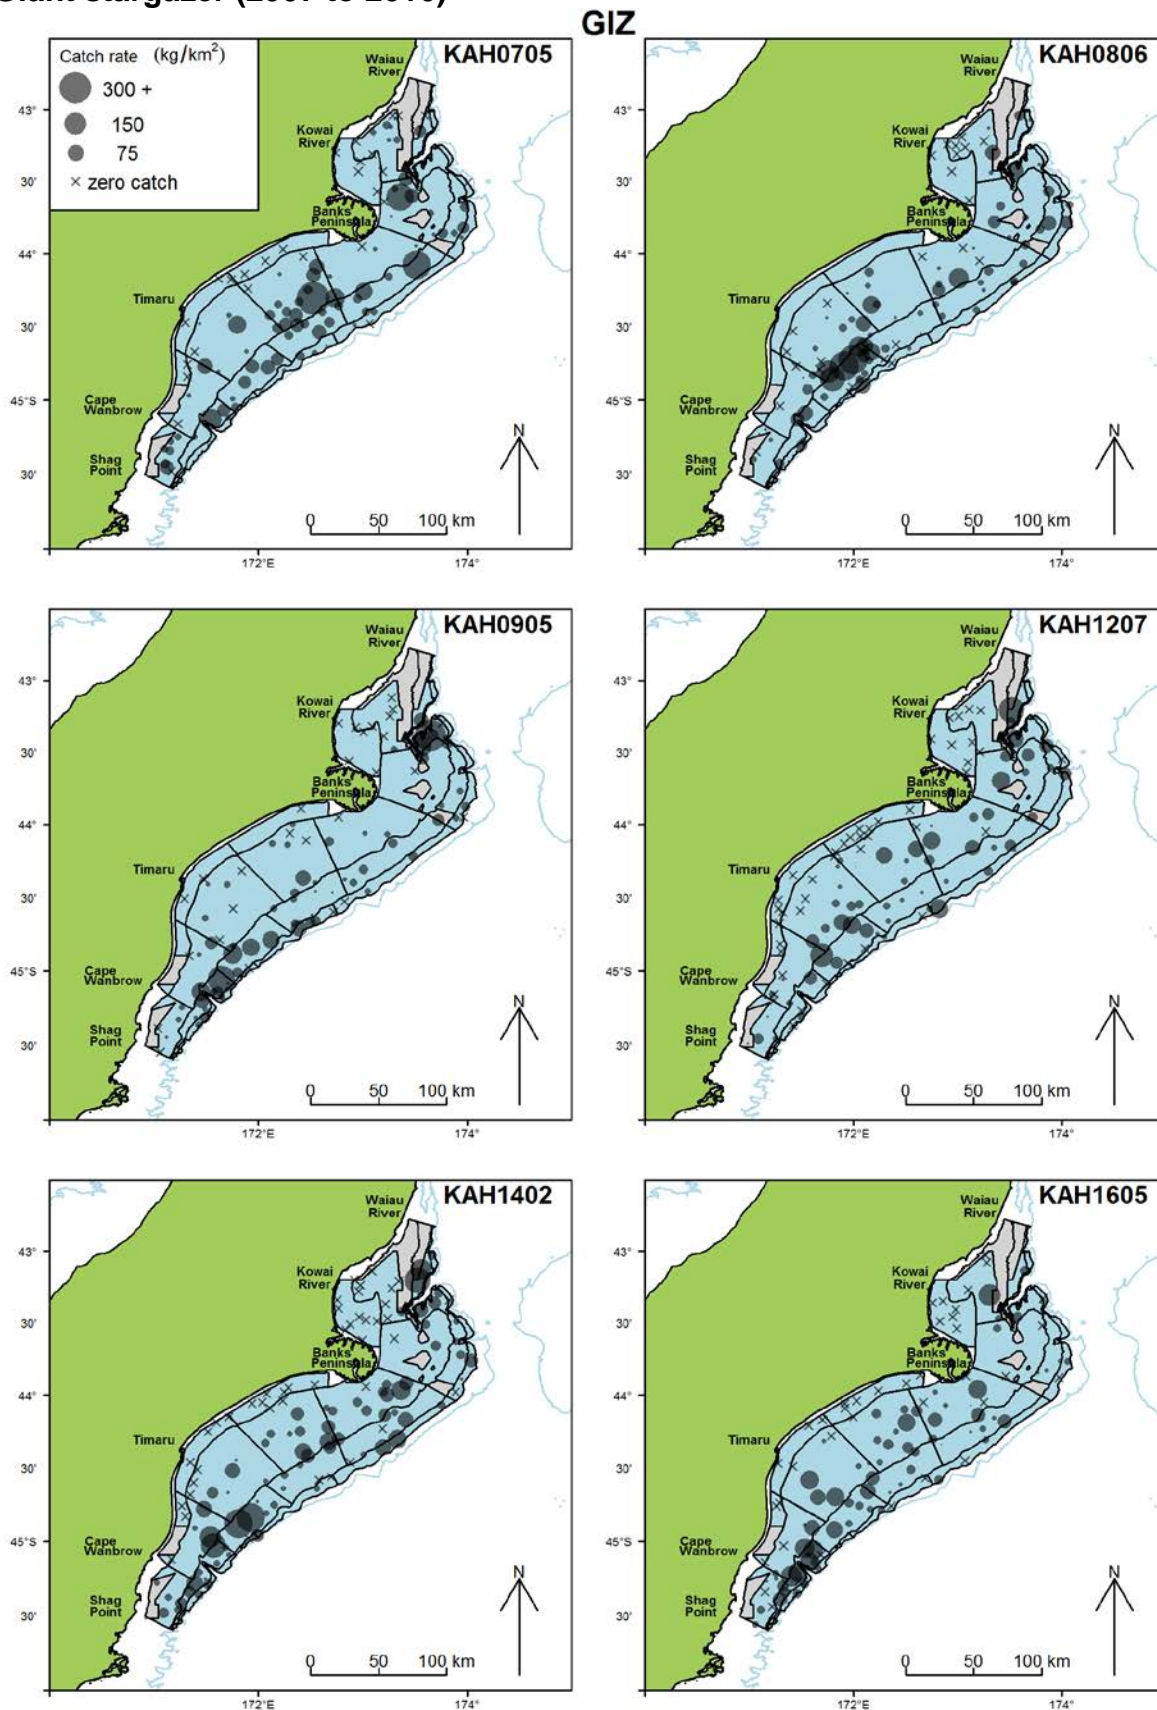 Giant stargazer (2007 to 2016)
GIZ
Catch rate (kg/km²)
300 +
150
75
× zero catch
KAH0705
Waiau
River
Kowai
River
Banks
Peninsula
Timaru
Cape
Wanbrow
Shag
Point
43°
30'
44°
30'
45°S
30'
N
0 50 100 km
172°E 174°
KAH0806
Waiau
River
Kowai
River
Banks
Peninsula
Timaru
Cape
Wanbrow
Shag
Point
43°
30'
44°
30'
45°S
30'
N
0 50 100 km
172°E 174°
KAH0905
Waiau
River
Kowai
River
Banks
Peninsula
Timaru
Cape
Wanbrow
Shag
Point
43°
30'
44°
30'
45°S
30'
N
0 50 100 km
172°E 174°
KAH1207
Waiau
River
Kowai
River
Banks
Peninsula
Timaru
Cape
Wanbrow
Shag
Point
43°
30'
44°
30'
45°S
30'
N
0 50 100 km
172°E 174°
KAH1402
Waiau
River
Kowai
River
Banks
Peninsula
Timaru
Cape
Wanbrow
Shag
Point
43°
30'
44°
30'
45°S
30'
N
0 50 100 km
172°E 174°
KAH1605
Waiau
River
Kowai
River
Banks
Peninsula
Timaru
Cape
Wanbrow
Shag
Point
43°
30'
44°
30'
45°S
30'
N
0 50 100 km
172°E 174°